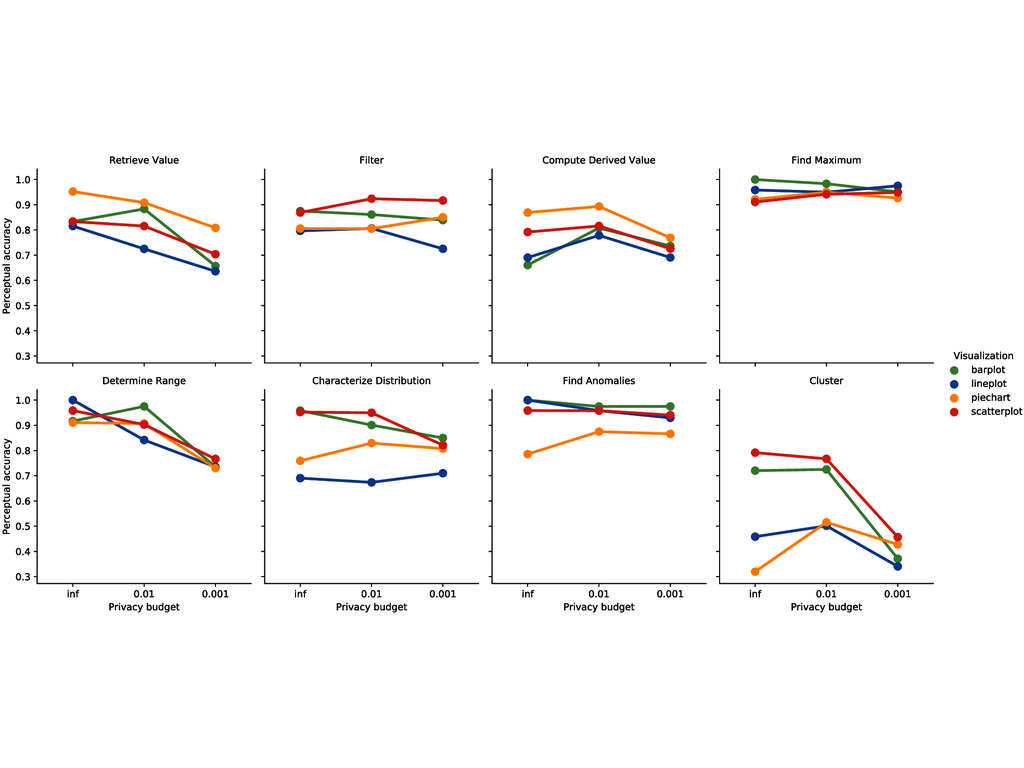 Retrieve Value
Filter
Compute Derived Value
Find Maximum
1.0
0.9
0.8
0.7
0.6
0.5
0.4
0.3
Perceptual accuracy
Determine Range
Characterize Distribution
Find Anomalies
Cluster
1.0
0.9
0.8
0.7
0.6
0.5
0.4
0.3
Perceptual accuracy
inf 0.01 0.001
Privacy budget
inf 0.01 0.001
Privacy budget
inf 0.01 0.001
Privacy budget
inf 0.01 0.001
Privacy budget
Visualization
barplot
lineplot
piechart
scatterplot